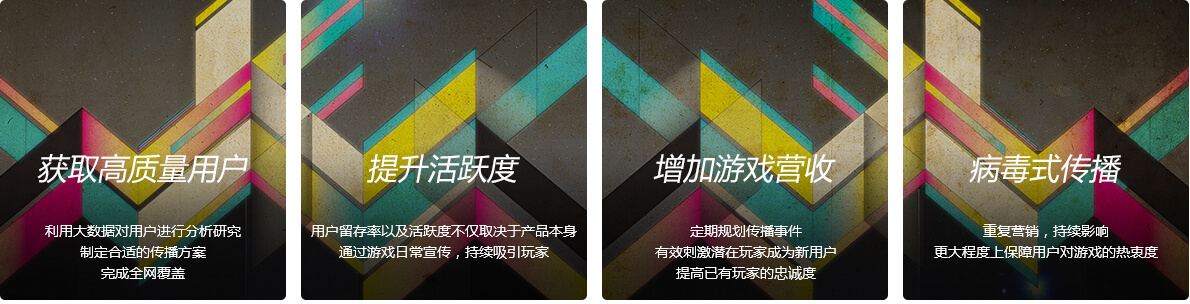 获取高质量用户
利用大数据对用户进行分析研究
制定合适的传播方案
完成全网覆盖
提升活跃度
用户留存率以及活跃度不仅取决于产品本身
通过游戏日常宣传，持续吸引玩家
增加游戏营收
定期规划传播事件
有效刺激潜在玩家成为新用户
提高已有玩家的忠诚度
病毒式传播
重复营销，持续影响
更大程度上保障用户对游戏的热衷度